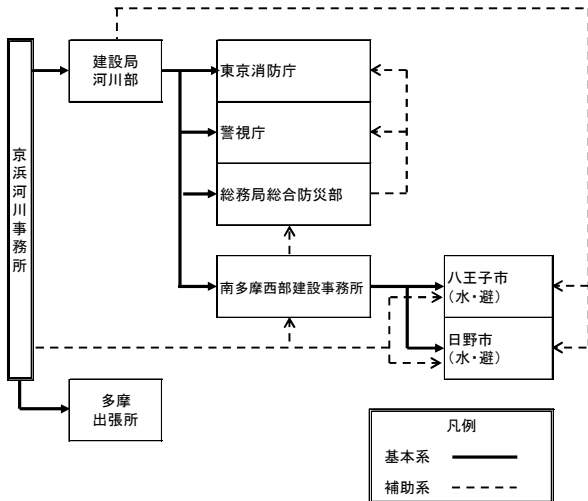 京浜河川事務所
建設局
河川部
東京消防庁
警視庁
総務局総合防災部
南多摩西部建設事務所
八王子市
(水・避)
日野市
(水・避)
多摩
出張所
凡例
基本系
補助系